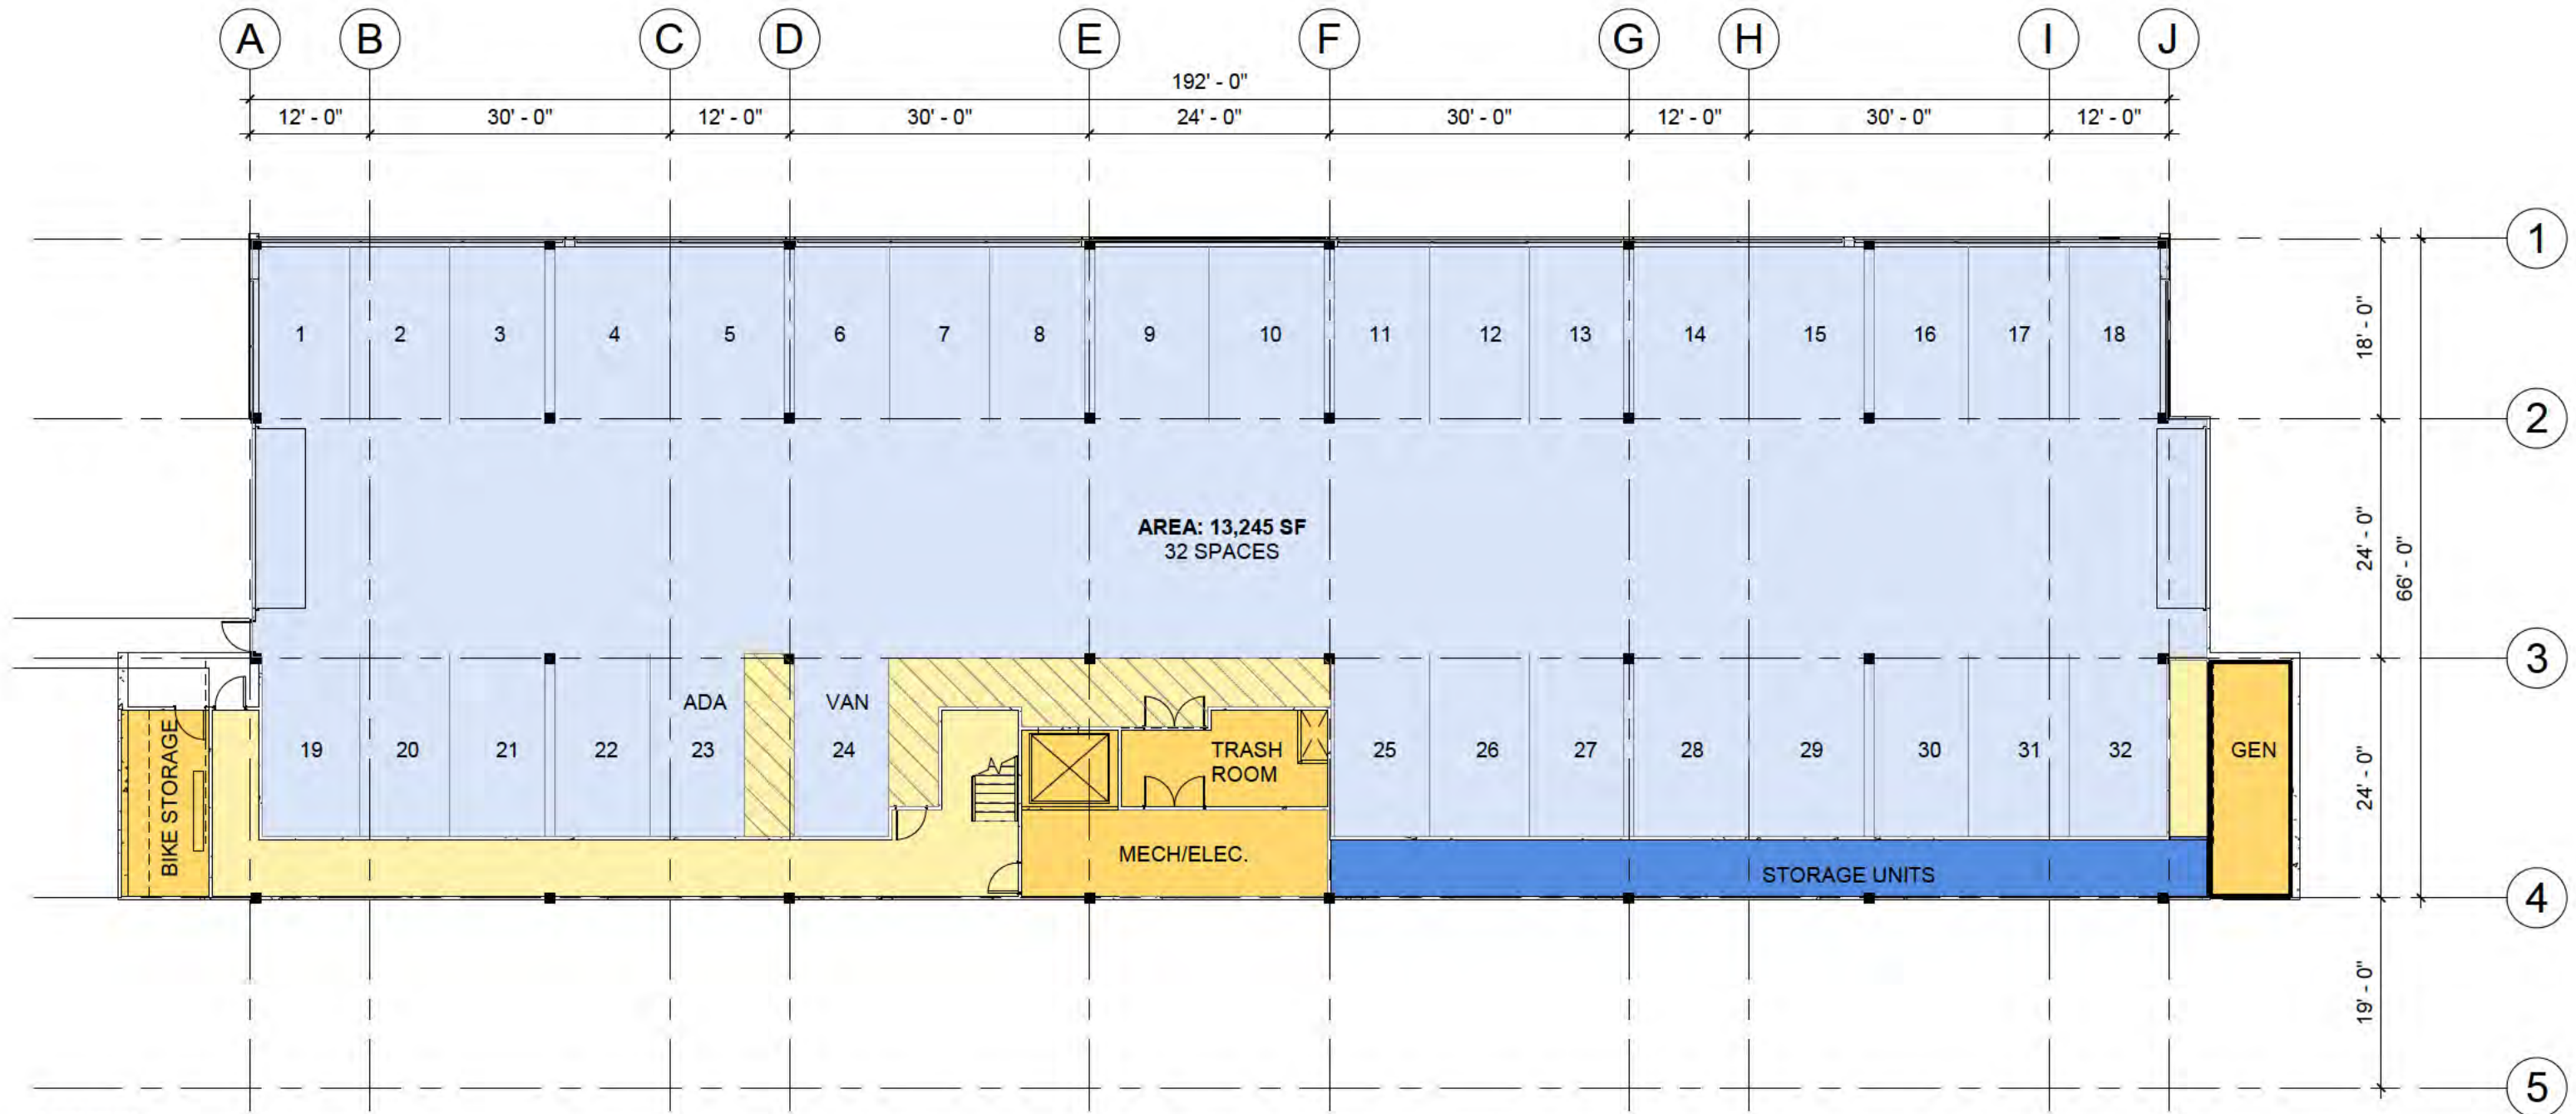 A B C D E F G H I J
192' - 0"
12' - 0" 30' - 0" 12' - 0" 30' - 0" 24' - 0" 30' - 0" 12' - 0" 30' - 0" 12' - 0"
1
18' - 0"
1 2 3 4 5 6 7 8 9 10 11 12 13 14 15 16 17 18
2
AREA: 13,245 SF
32 SPACES
24' - 0"
66' - 0"
3
ADA VAN
19 20 21 22 23 24
TRASH
ROOM
25 26 27 28 29 30 31 32
GEN
BIKE STORAGE
24' - 0"
MECH/ELEC.
STORAGE UNITS
4
19' - 0"
5